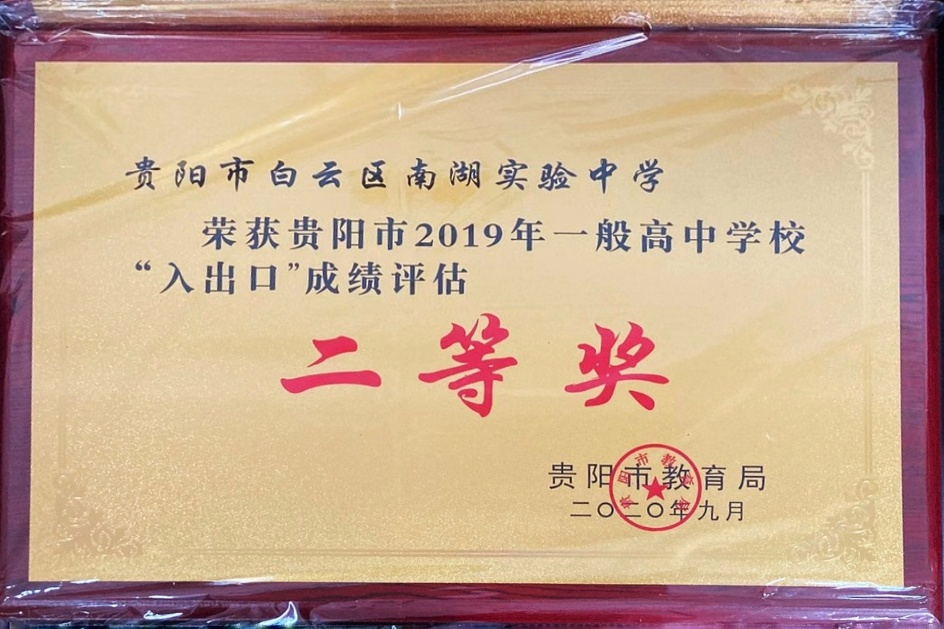 贵阳市白云区南湖实验中学
荣获贵阳市2019年一般高中学校
“入出口”成绩评估
二等奖
贵阳市教育局
二〇二〇年九月